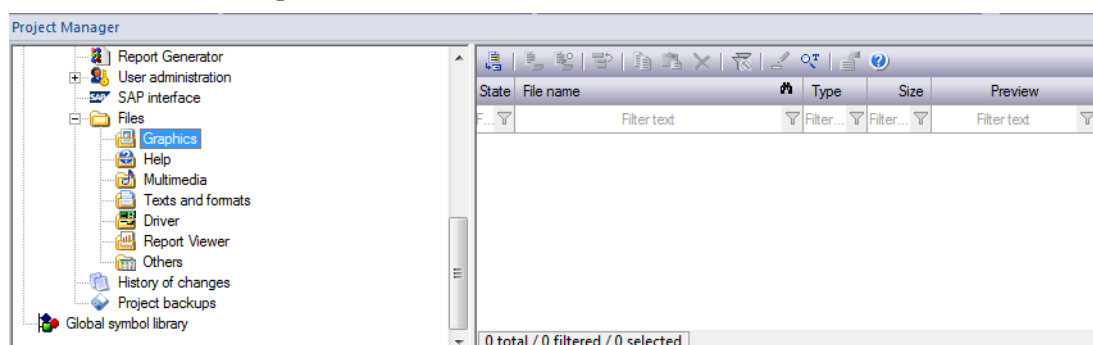 Project Manager
Report Generator
User administration
SAP interface
Files
Graphics
Help
Multimedia
Texts and formats
Driver
Report Viewer
Others
History of changes
Project backups
Global symbol library
State File name Type Size Preview
F... Filter text Filter... Filter... Filter text
0 total / 0 filtered / 0 selected